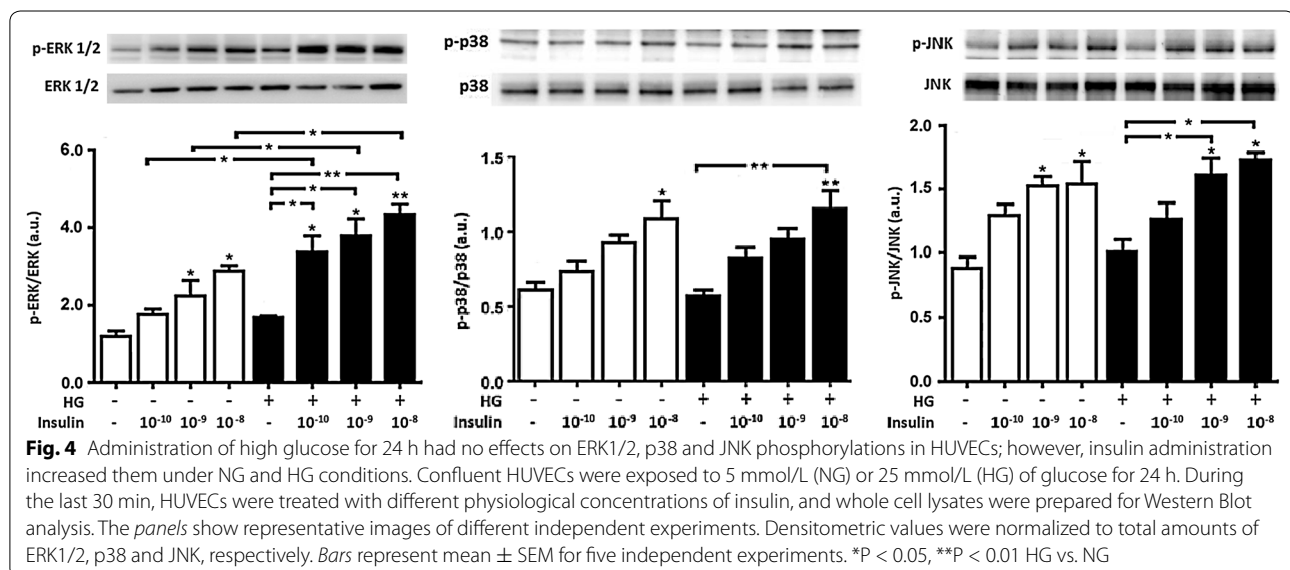 p-ERK 1/2
ERK 1/2
p-p38
p38
p-JNK
JNK
p-ERK/ERK (a.u.)
6.0
4.0
2.0
0.0
* * * * * ** * * * * **
HG - - - - + + + +
Insulin - 10⁻¹⁰ 10⁻⁹ 10⁻⁸ - 10⁻¹⁰ 10⁻⁹ 10⁻⁸
p-p38/p38 (a.u.)
1.5
1.0
0.5
0.0
** * **
HG - - - - + + + +
Insulin - 10⁻¹⁰ 10⁻⁹ 10⁻⁸ - 10⁻¹⁰ 10⁻⁹ 10⁻⁸
p-JNK/JNK (a.u.)
2.0
1.5
1.0
0.5
0.0
* * * * * *
HG - - - - + + + +
Insulin - 10⁻¹⁰ 10⁻⁹ 10⁻⁸ - 10⁻¹⁰ 10⁻⁹ 10⁻⁸
Fig. 4 Administration of high glucose for 24 h had no effects on ERK1/2, p38 and JNK phosphorylations in HUVECs; however, insulin administration
increased them under NG and HG conditions. Confluent HUVECs were exposed to 5 mmol/L (NG) or 25 mmol/L (HG) of glucose for 24 h. During
the last 30 min, HUVECs were treated with different physiological concentrations of insulin, and whole cell lysates were prepared for Western Blot
analysis. The panels show representative images of different independent experiments. Densitometric values were normalized to total amounts of
ERK1/2, p38 and JNK, respectively. Bars represent mean ± SEM for five independent experiments. *P < 0.05, **P < 0.01 HG vs. NG